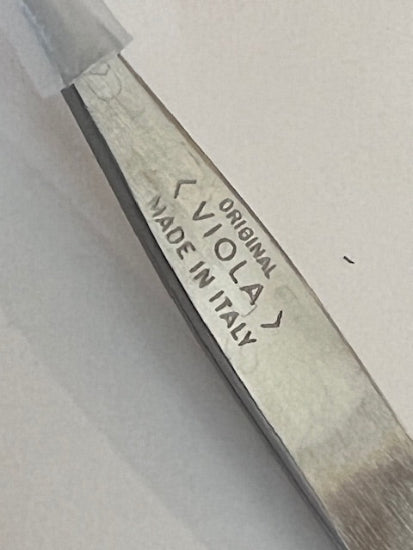 ORIGINAL
< VIOLA >
MADE IN ITALY